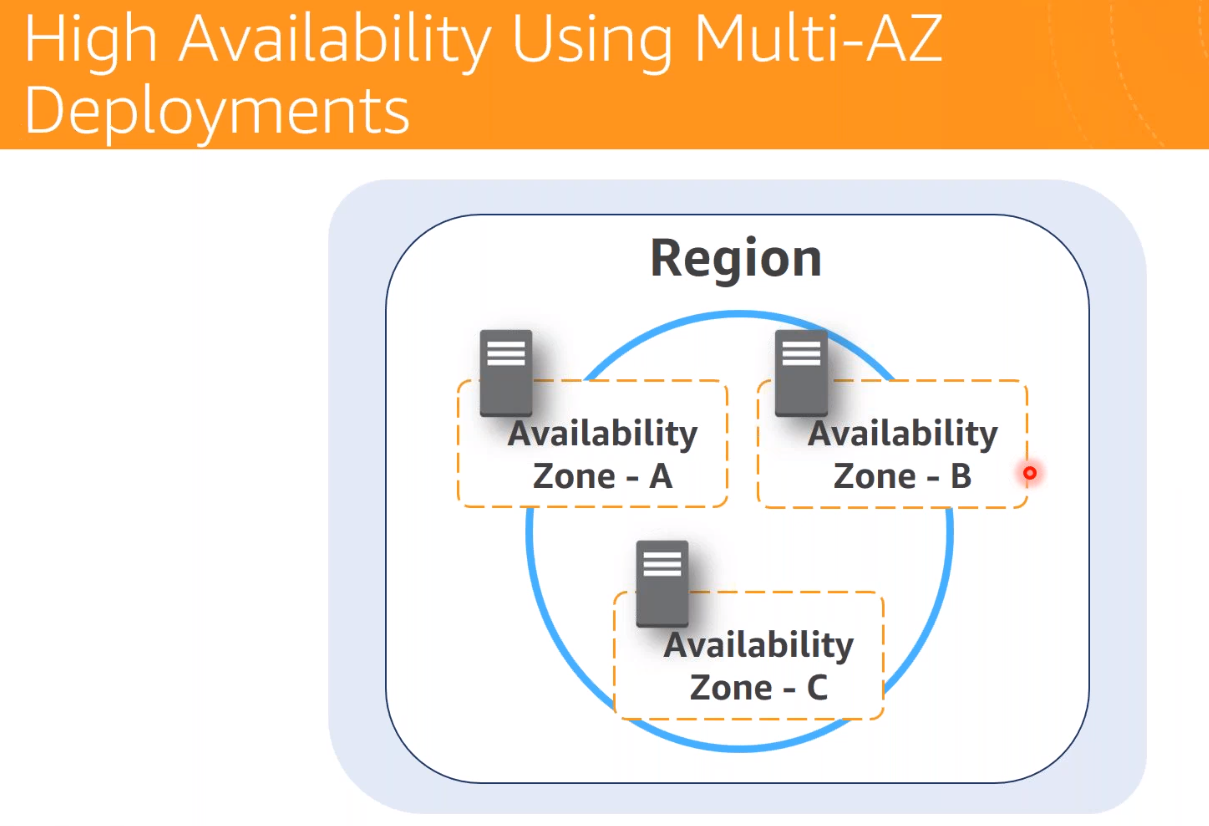 High Availability Using Multi-AZ
Deployments
Region
Availability
Zone - A
Availability
Zone - B
Availability
Zone - C